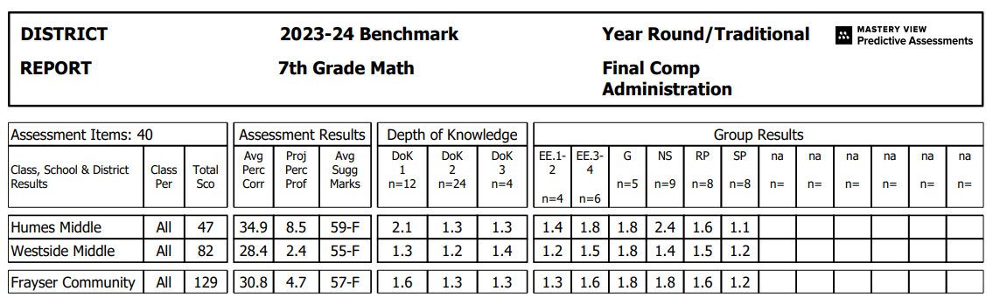 DISTRICT 2023-24 Benchmark Year Round/Traditional MASTERY VIEW
Predictive Assessments
REPORT 7th Grade Math Final Comp
Administration
Assessment Items: 40 Assessment Results Depth of Knowledge Group Results
Class, School & District Results Class Per Total Sco Avg Perc Corr Proj Perc Prof Avg Sugg Marks DoK 1 n=12 DoK 2 n=24 DoK 3 n=4 EE.1-2 n=4 EE.3-4 n=6 G n=5 NS n=9 RP n=8 SP n=8 na n= na n= na n= na n= na n= na n=
Humes Middle All 47 34.9 8.5 59-F 2.1 1.3 1.3 1.4 1.8 1.8 2.4 1.6 1.1
Westside Middle All 82 28.4 2.4 55-F 1.3 1.2 1.4 1.2 1.5 1.8 1.4 1.5 1.2
Frayser Community All 129 30.8 4.7 57-F 1.6 1.3 1.3 1.3 1.6 1.8 1.8 1.6 1.2